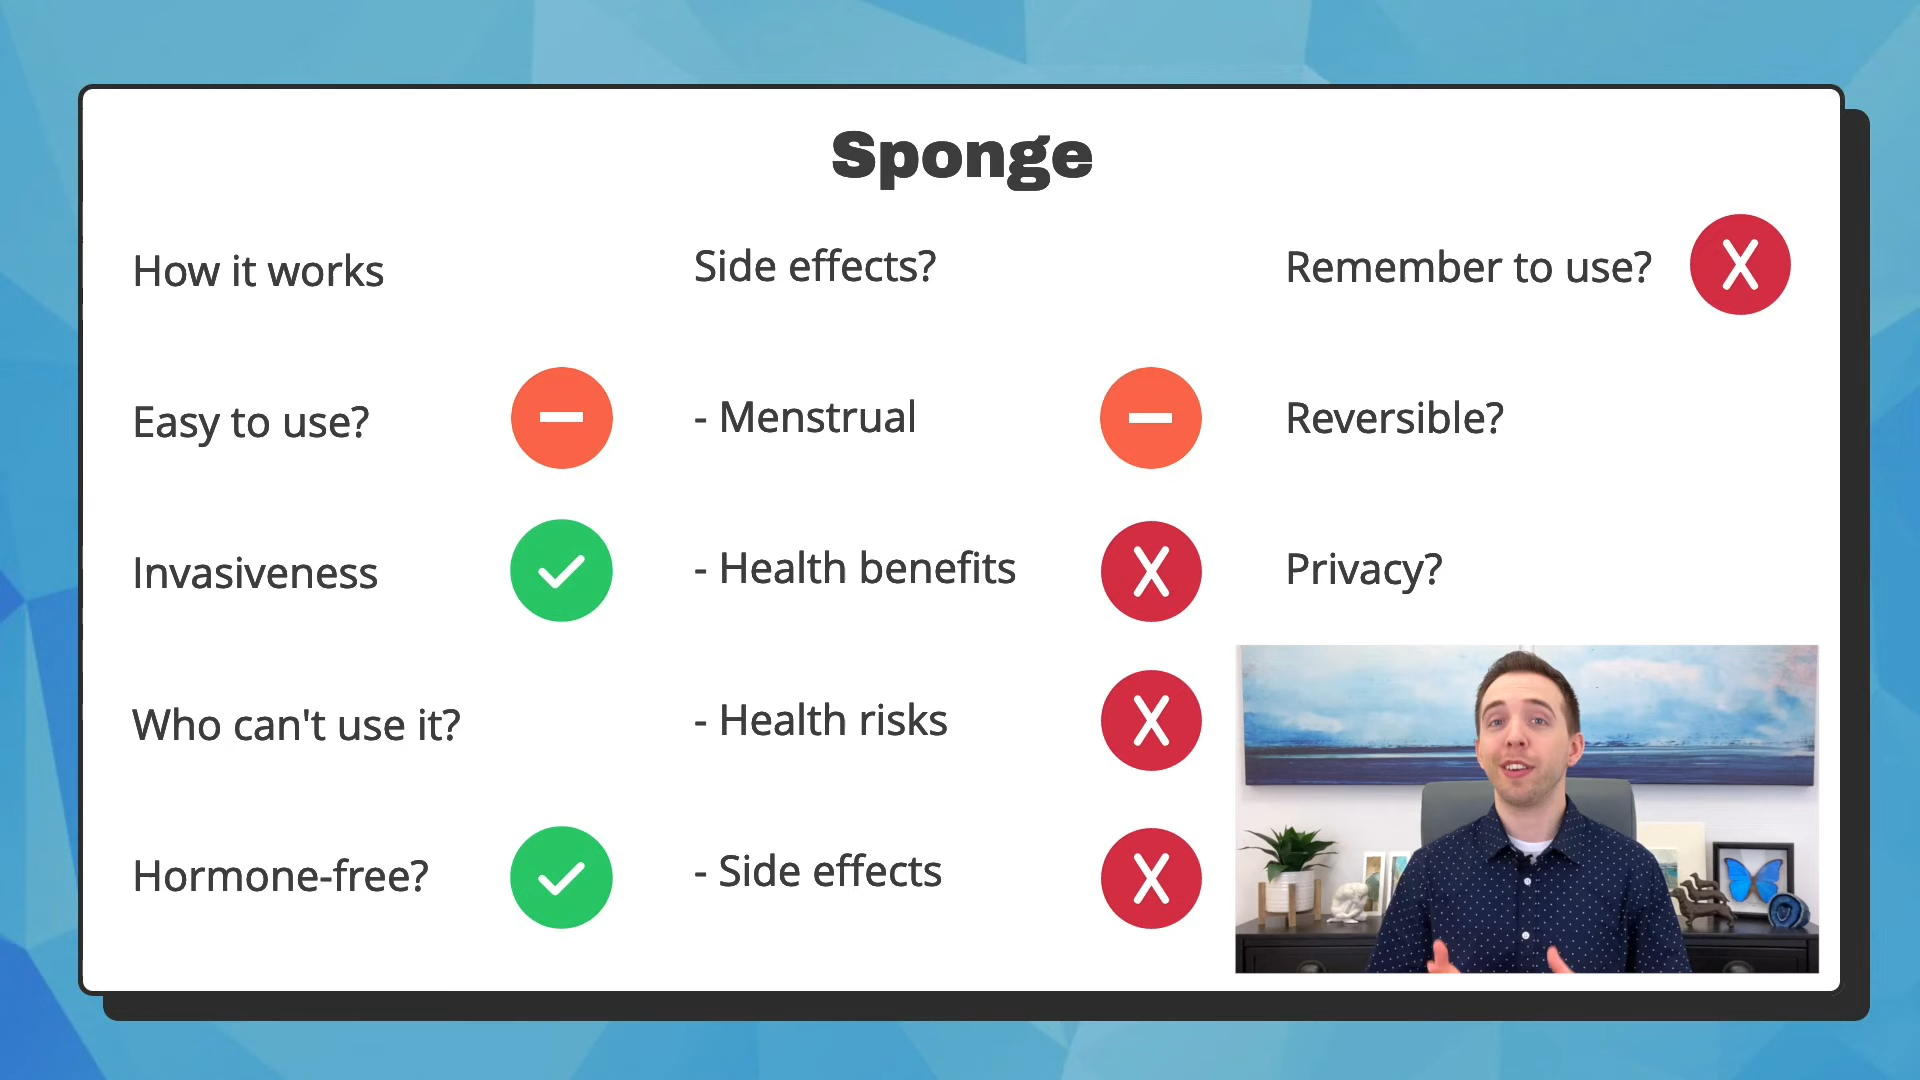 Sponge
How it works
Easy to use?
Invasiveness
Who can't use it?
Hormone-free?
Side effects?
- Menstrual
- Health benefits
- Health risks
- Side effects
Remember to use?
Reversible?
Privacy?